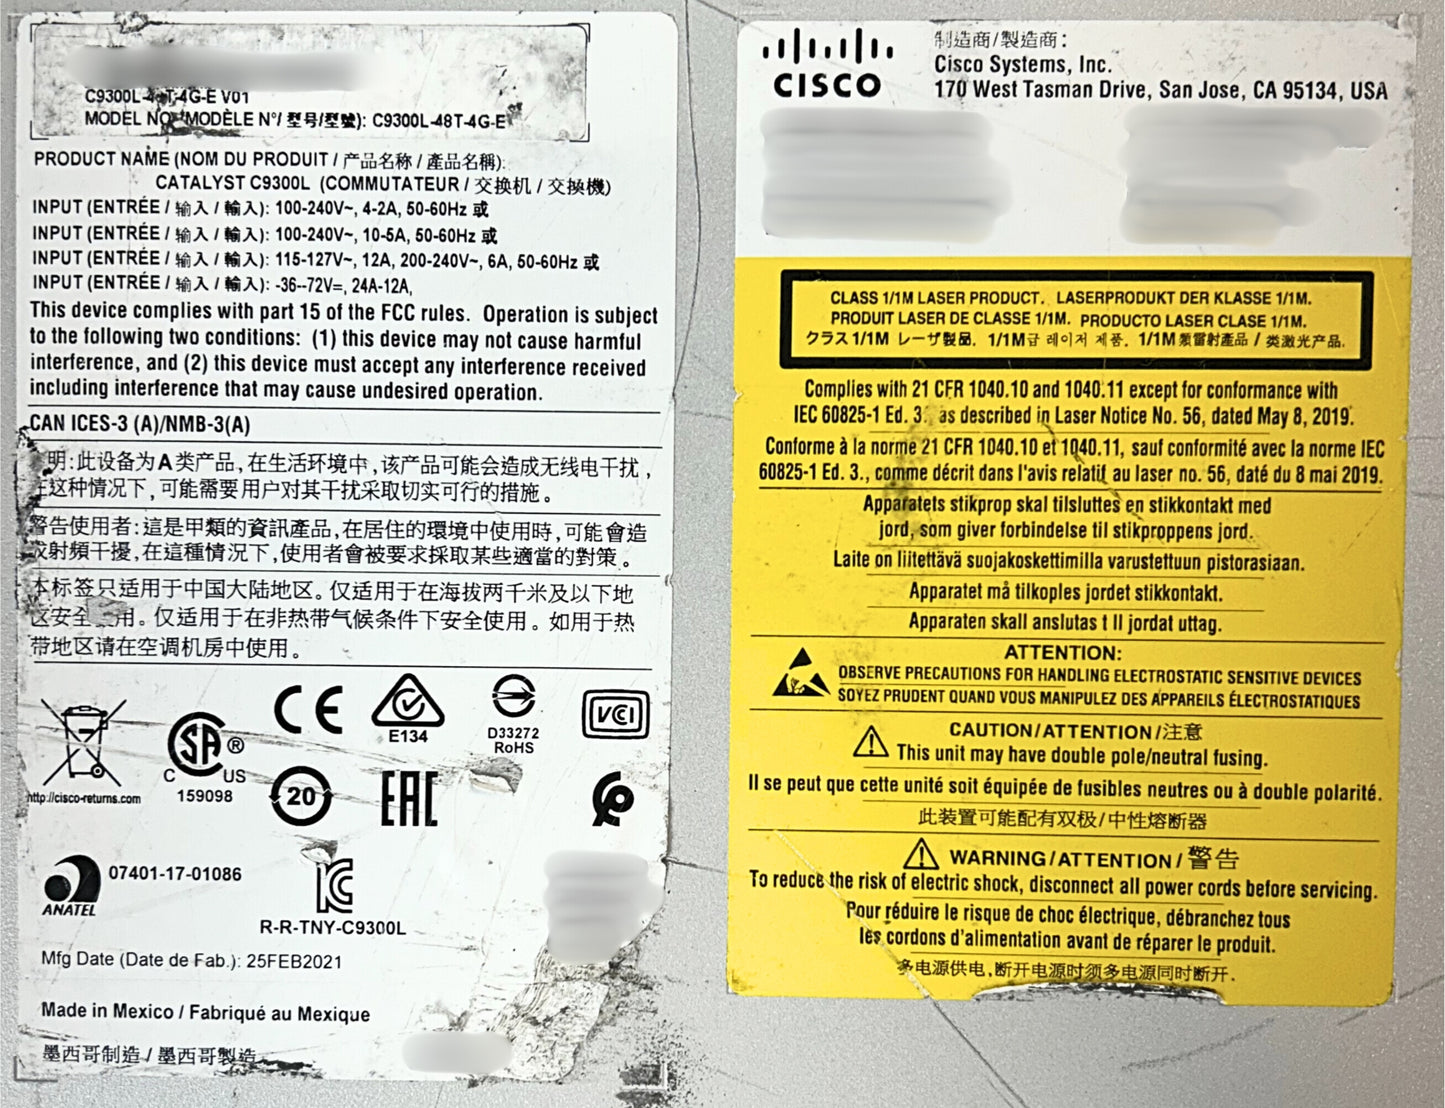 C9300L-48T-4G-E V01
MODEL NO (MODÈLE N°/ 型号/型號): C9300L-48T-4G-E
PRODUCT NAME (NOM DU PRODUIT / 产品名称 / 產品名稱):
CATALYST C9300L (COMMUTATEUR / 交换机 / 交換機)
INPUT (ENTRÉE / 输入 / 輸入): 100-240V~, 4-2A, 50-60Hz 或
INPUT (ENTRÉE / 输入 / 輸入): 100-240V~, 10-5A, 50-60Hz 或
INPUT (ENTRÉE / 输入 / 輸入): 115-127V~, 12A, 200-240V~, 6A, 50-60Hz 或
INPUT (ENTRÉE / 输入 / 輸入): -36--72V=, 24A-12A,
This device complies with part 15 of the FCC rules. Operation is subject
to the following two conditions: (1) this device may not cause harmful
interference, and (2) this device must accept any interference received
including interference that may cause undesired operation.
CAN ICES-3 (A)/NMB-3(A)
明:此设备为A类产品,在生活环境中,该产品可能会造成无线电干扰,
在这种情况下,可能需要用户对其干扰采取切实可行的措施。
警告使用者:這是甲類的資訊產品,在居住的環境中使用時,可能會造
成射頻干擾,在這種情況下,使用者會被要求採取某些適當的對策。
本标签只适用于中国大陆地区。仅适用于在海拔两千米及以下地
区安全用。仅适用于在非热带气候条件下安全使用。如用于热
带地区请在空调机房中使用。
http://cisco-returns.com
SA ®
C US
159098
CE
E134
D33272
RoHS
VCCI
20
EAC
ANATEL
07401-17-01086
R-R-TNY-C9300L
Mfg Date (Date de Fab.): 25FEB2021
Made in Mexico / Fabriqué au Mexique
墨西哥制造 / 墨西哥製造
CISCO
制造商/製造商:
Cisco Systems, Inc.
170 West Tasman Drive, San Jose, CA 95134, USA
CLASS 1/1M LASER PRODUCT. LASERPRODUKT DER KLASSE 1/1M.
PRODUIT LASER DE CLASSE 1/1M. PRODUCTO LASER CLASE 1/1M.
クラス 1/1M レーザ製品. 1/1M급 레이저 제품. 1/1M類雷射產品 / 类激光产品.
Complies with 21 CFR 1040.10 and 1040.11 except for conformance with
IEC 60825-1 Ed. 3. as described in Laser Notice No. 56, dated May 8, 2019.
Conforme à la norme 21 CFR 1040.10 et 1040.11, sauf conformité avec la norme IEC
60825-1 Ed. 3., comme décrit dans l'avis relatif au laser no. 56, daté du 8 mai 2019.
Apparatets stikprop skal tilsluttes en stikkontakt med
jord, som giver forbindelse til stikproppens jord.
Laite on liitettävä suojakoskettimilla varustettuun pistorasiaan.
Apparatet må tilkoples jordet stikkontakt.
Apparaten skall anslutas t ll jordat uttag.
ATTENTION:
OBSERVE PRECAUTIONS FOR HANDLING ELECTROSTATIC SENSITIVE DEVICES
SOYEZ PRUDENT QUAND VOUS MANIPULEZ DES APPAREILS ÉLECTROSTATIQUES
CAUTION/ATTENTION/注意
This unit may have double pole/neutral fusing.
Il se peut que cette unité soit équipée de fusibles neutres ou à double polarité.
此装置可能配有双极/中性熔断器
WARNING/ATTENTION/警告
To reduce the risk of electric shock, disconnect all power cords before servicing.
Pour réduire le risque de choc électrique, débranchez tous
les cordons d'alimentation avant de réparer le produit.
多电源供电,断开电源时须多电源同时断开.